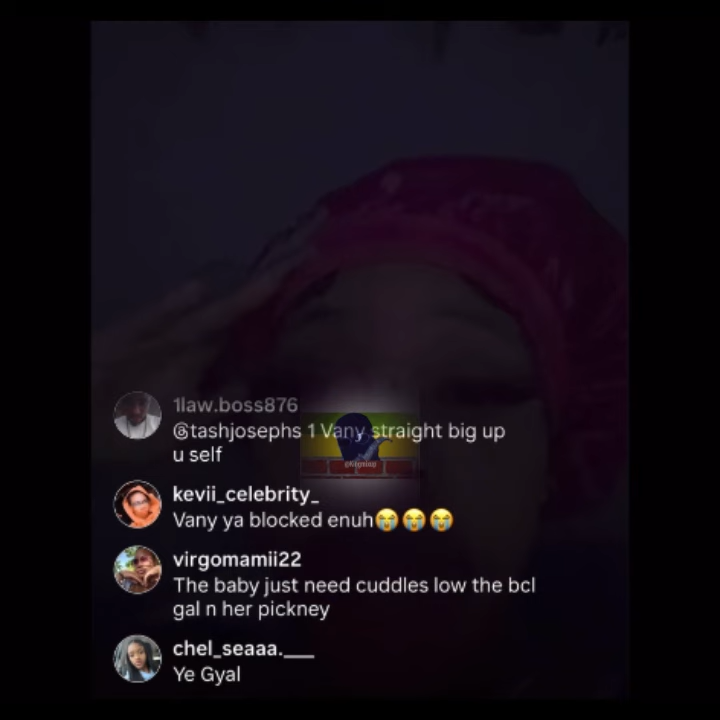 1law.boss876
@tashjosephs 1 Vany straight big up
u self
kevii_celebrity_
Vany ya blocked enuh😭😭😭
virgomamii22
The baby just need cuddles low the bcl
gal n her pickney
chel_seaaa.___
Ye Gyal